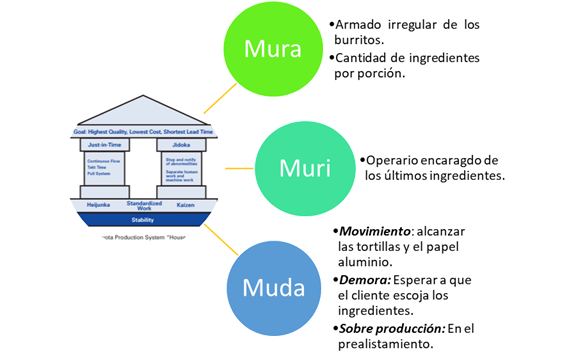 Goal: Highest Quality, Lowest Cost, Shortest Lead Time
Just-in-Time
Continuous Flow
Takt Time
Pull System
Jidoka
Stop and notify
of abnormalities
Separate human
work and
machine work
Heijunka
Standardized
Work
Kaizen
Stability
ota Production System "Hous
Mura
•Armado irregular de los
burritos.
•Cantidad de ingredientes
por porción.
Muri
•Operario encaragdo de
los últimos ingredientes.
Muda
•Movimiento: alcanzar
las tortillas y el papel
aluminio.
•Demora: Esperar a que
el cliente escoja los
ingredientes.
•Sobre producción: En el
prealistamiento.